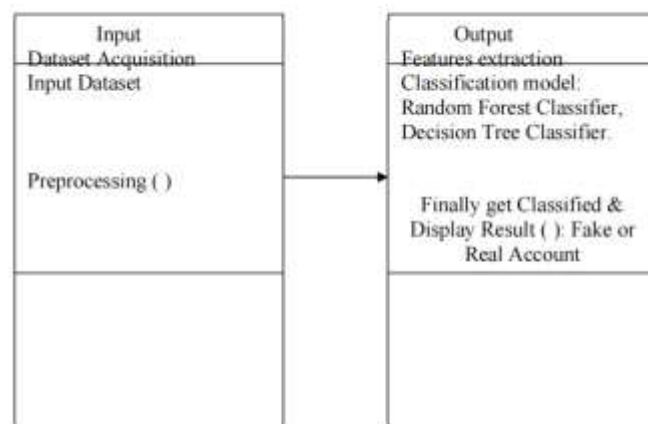 Input
Dataset Acquisition
Input Dataset
Preprocessing ( )
Output
Features extraction
Classification model:
Random Forest Classifier,
Decision Tree Classifier.
Finally get Classified &
Display Result ( ): Fake or
Real Account